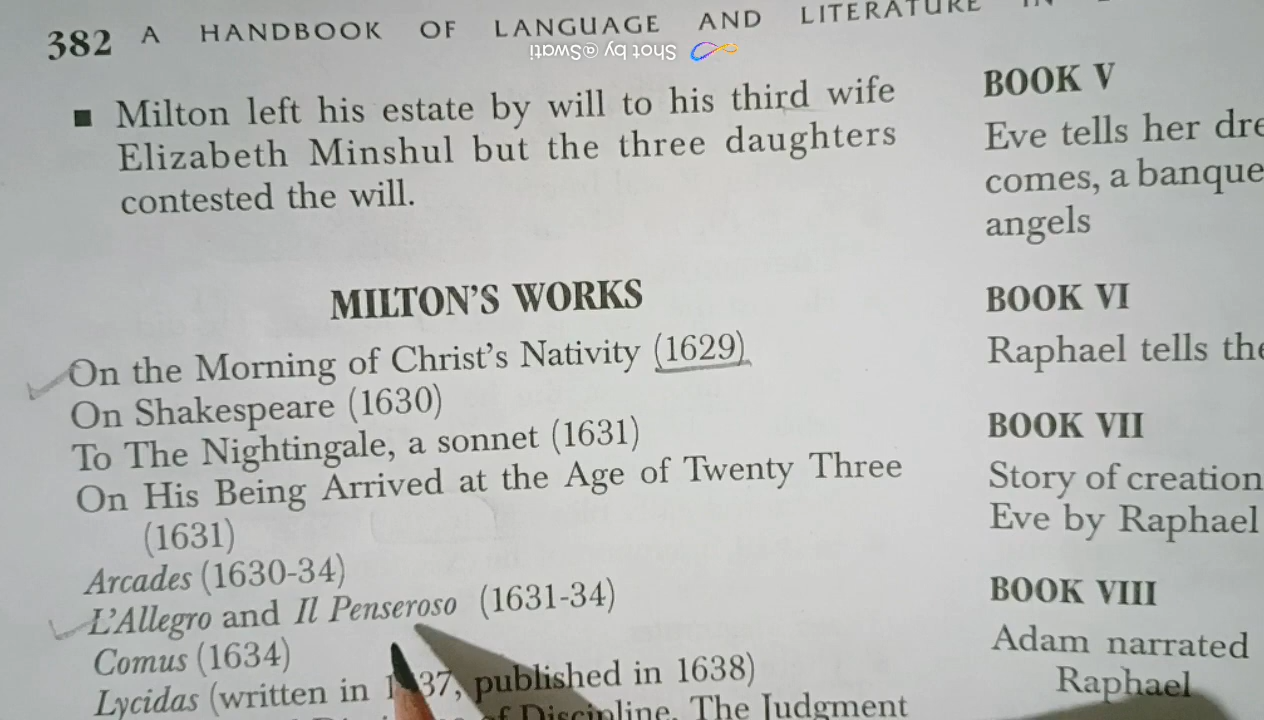 382 A HANDBOOK OF LANGUAGE AND LITERATURE
Shot by @Swati
■ Milton left his estate by will to his third wife
Elizabeth Minshul but the three daughters
contested the will.
MILTON'S WORKS
On the Morning of Christ's Nativity (1629)
On Shakespeare (1630)
To The Nightingale, a sonnet (1631)
On His Being Arrived at the Age of Twenty Three
(1631)
Arcades (1630-34)
L'Allegro and Il Penseroso (1631-34)
Comus (1634)
Lycidas (written in 1637, published in 1638)
of Discipline, The Judgment
BOOK V
Eve tells her
comes, a
angels
BOOK VI
Raphael tells
BOOK VII
Story of creation
Eve by Raphael
BOOK VIII
Adam narrated
Raphael